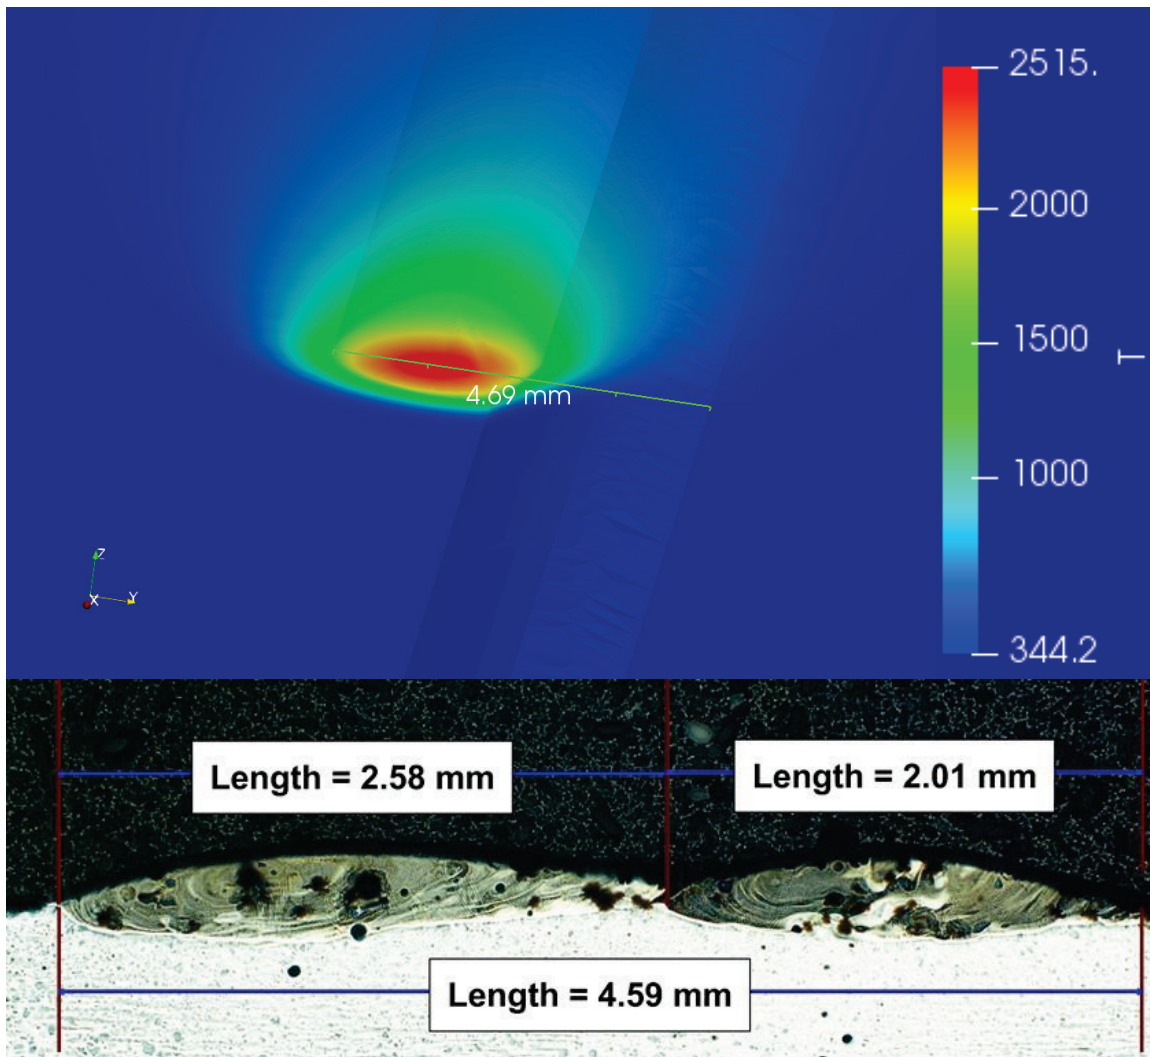 2515.
2000
1500
T
1000
344.2
4.69 mm
Z
X
Y
Length = 2.58 mm
Length = 2.01 mm
Length = 4.59 mm